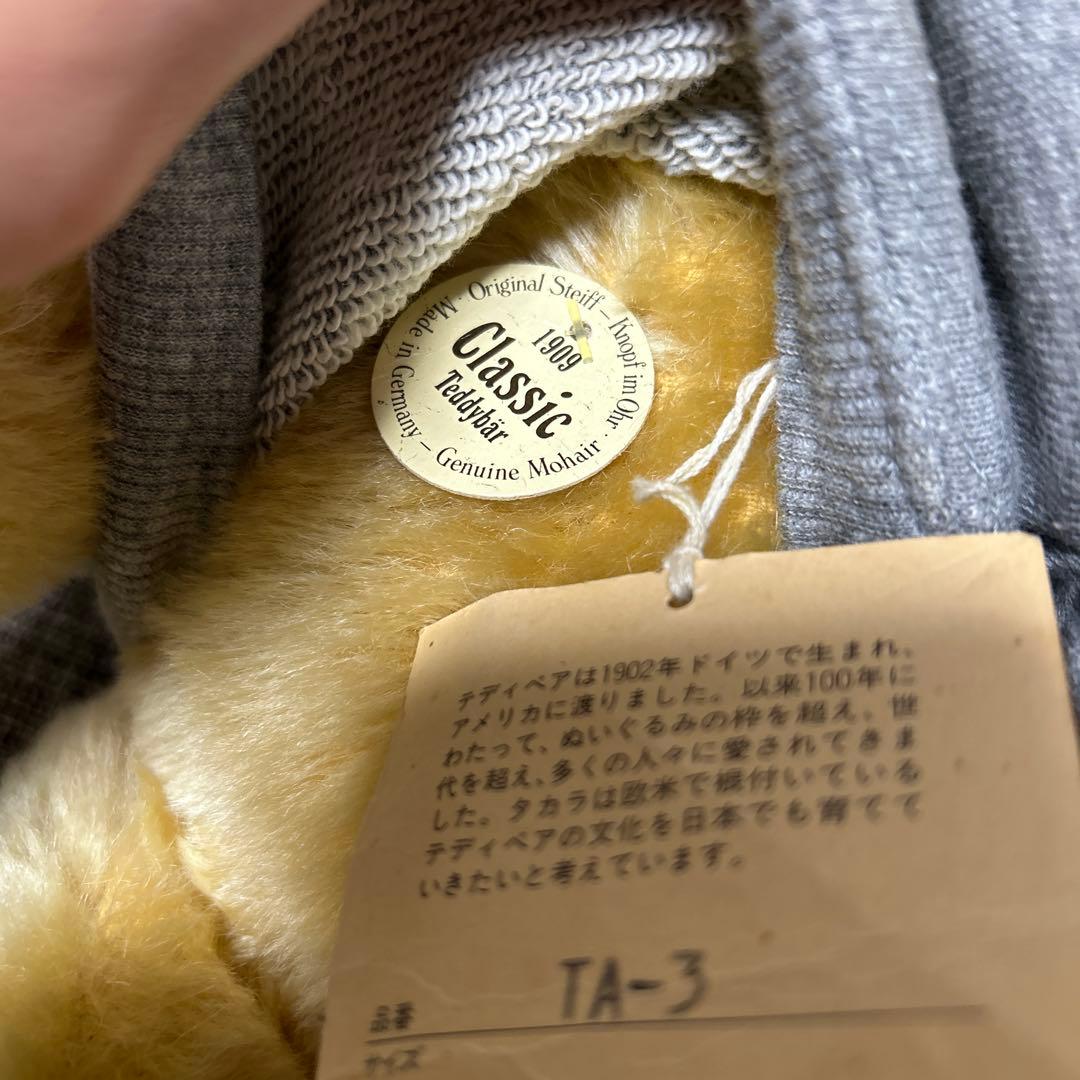 Original Steiff – Knopf im Ohr · Genuine Mohair – Made in Germany ·
1909
Classic
Teddybär
テディベアは1902年ドイツで生まれ、
アメリカに渡りました。以来100年に
わたって、ぬいぐるみの枠を超え、世
代を超え、多くの人々に愛されてきま
した。タカラは欧米で根付いている
テディベアの文化を日本でも育てて
いきたいと考えています。
品番 TA-3
サイズ